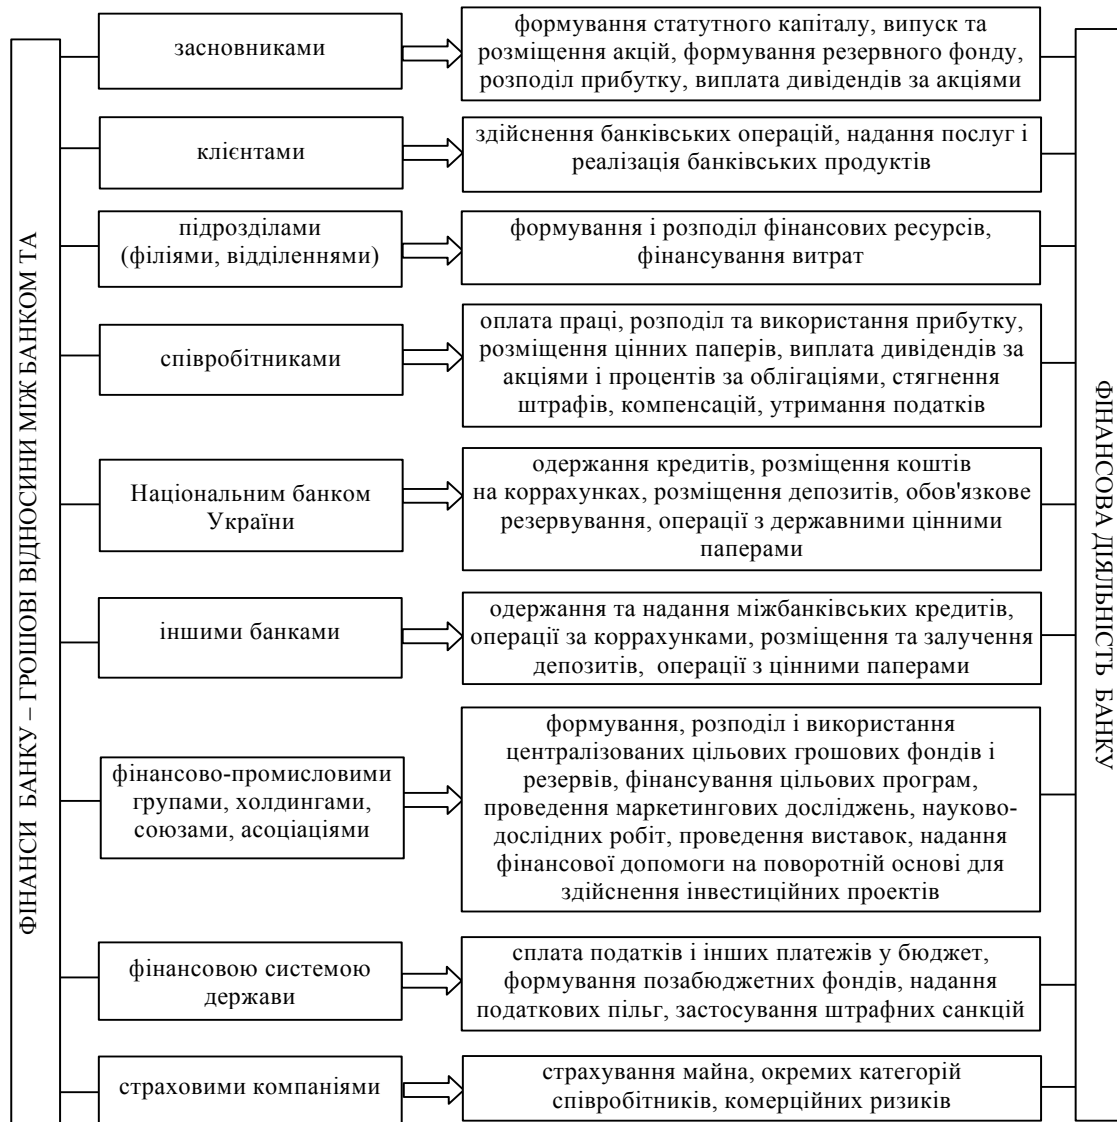 ФІНАНСИ БАНКУ – ГРОШОВІ ВІДНОСИНИ МІЖ БАНКОМ ТА
засновниками
формування статутного капіталу, випуск та
розміщення акцій, формування резервного фонду,
розподіл прибутку, виплата дивідендів за акціями
клієнтами
здійснення банківських операцій, надання послуг і
реалізація банківських продуктів
підрозділами
(філіями, відділеннями)
формування і розподіл фінансових ресурсів,
фінансування витрат
співробітниками
оплата праці, розподіл та використання прибутку,
розміщення цінних паперів, виплата дивідендів за
акціями і процентів за облігаціями, стягнення
штрафів, компенсацій, утримання податків
Національним банком
України
одержання кредитів, розміщення коштів
на коррахунках, розміщення депозитів, обов'язкове
резервування, операції з державними цінними
паперами
іншими банками
одержання та надання міжбанківських кредитів,
операції за коррахунками, розміщення та залучення
депозитів, операції з цінними паперами
фінансово-промисловими
групами, холдингами,
союзами, асоціаціями
формування, розподіл і використання
централізованих цільових грошових фондів і
резервів, фінансування цільових програм,
проведення маркетингових досліджень, науково-
дослідних робіт, проведення виставок, надання
фінансової допомоги на поворотній основі для
здійснення інвестиційних проектів
фінансовою системою
держави
сплата податків і інших платежів у бюджет,
формування позабюджетних фондів, надання
податкових пільг, застосування штрафних санкцій
страховими компаніями
страхування майна, окремих категорій
співробітників, комерційних ризиків
ФІНАНСОВА ДІЯЛЬНІСТЬ БАНКУ